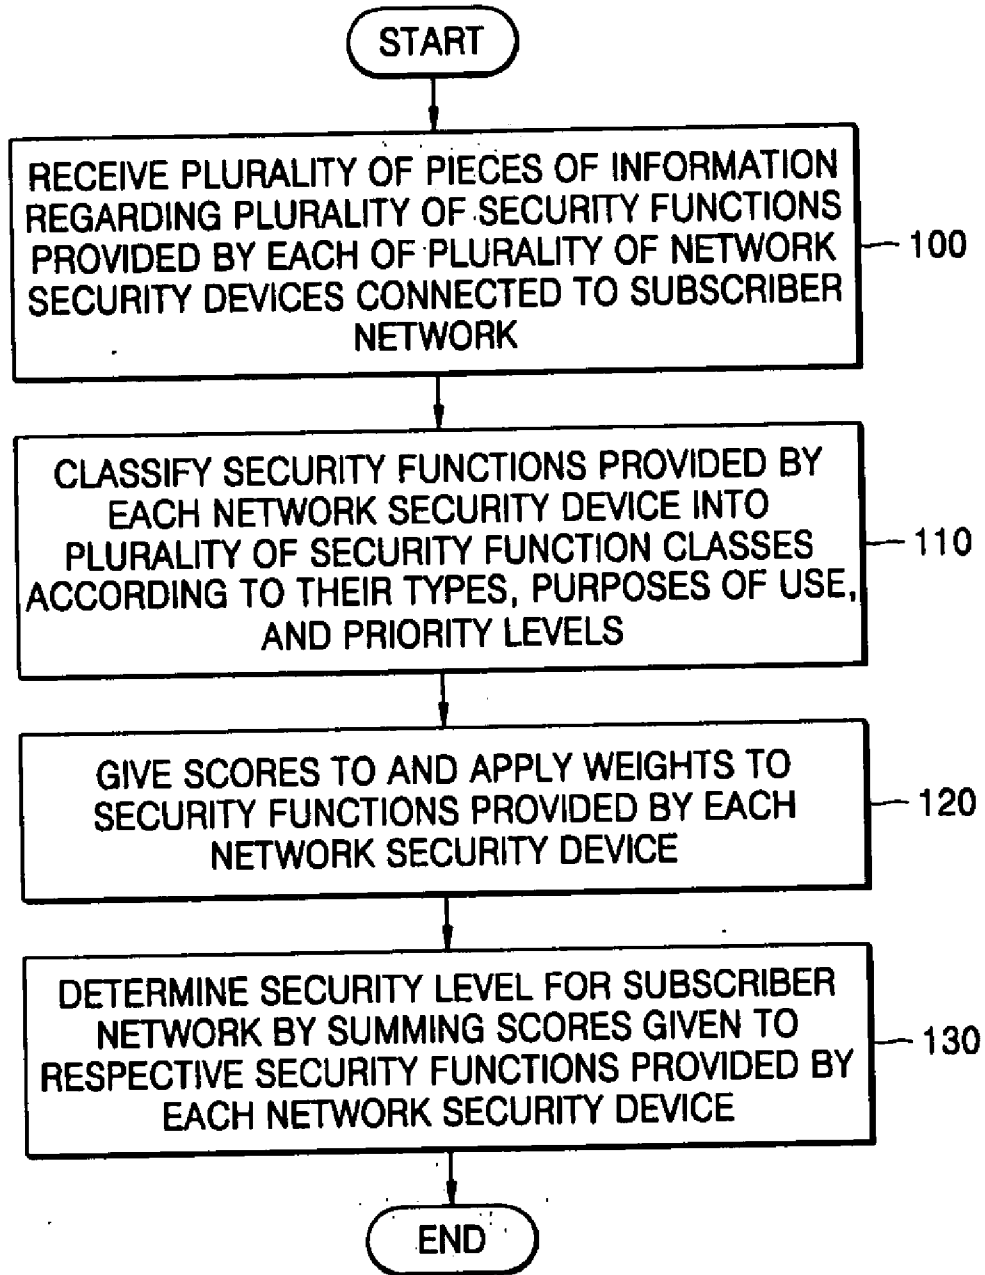 START
RECEIVE PLURALITY OF PIECES OF INFORMATION
REGARDING PLURALITY OF SECURITY FUNCTIONS
PROVIDED BY EACH OF PLURALITY OF NETWORK
SECURITY DEVICES CONNECTED TO SUBSCRIBER
NETWORK
100
CLASSIFY SECURITY FUNCTIONS PROVIDED BY
EACH NETWORK SECURITY DEVICE INTO
PLURALITY OF SECURITY FUNCTION CLASSES
ACCORDING TO THEIR TYPES, PURPOSES OF USE,
AND PRIORITY LEVELS
110
GIVE SCORES TO AND APPLY WEIGHTS TO
SECURITY FUNCTIONS PROVIDED BY EACH
NETWORK SECURITY DEVICE
120
DETERMINE SECURITY LEVEL FOR SUBSCRIBER
NETWORK BY SUMMING SCORES GIVEN TO
RESPECTIVE SECURITY FUNCTIONS PROVIDED BY
EACH NETWORK SECURITY DEVICE
130
END